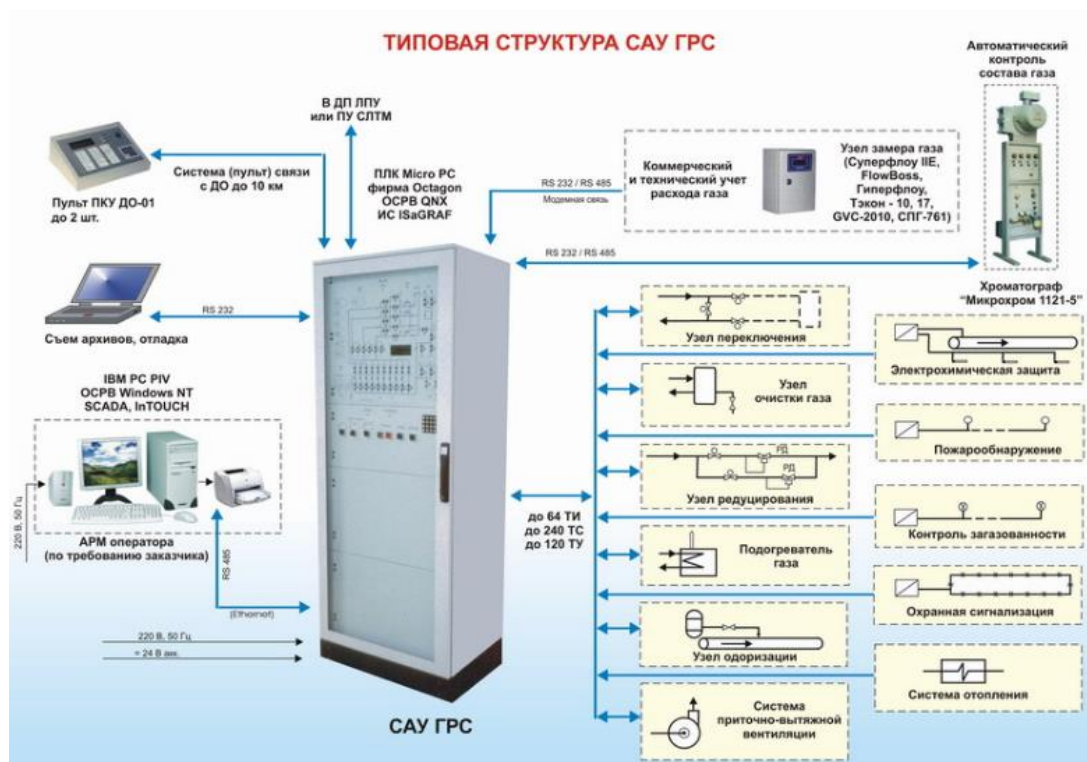 ТИПОВАЯ СТРУКТУРА САУ ГРС
Автоматический
контроль
состава газа
В ДП ЛПУ
или ПУ СЛТМ
Система (пульт) связи
с ДО до 10 км
Пульт ПКУ ДО-01
до 2 шт.
ПЛК Micro PC
фирма Octagon
ОСРВ QNX
ИС ISaGRAF
RS 232 / RS 485
Модемная связь
Коммерческий
и технический учет
расхода газа
Узел замера газа
(Суперфлоу IIE,
FlowBoss,
Гиперфлоу,
Тэкон - 10, 17,
GVC-2010, СПГ-761)
RS 232 / RS 485
Хроматограф
“Микрохром 1121-5”
RS 232
Съем архивов, отладка
IBM PC PIV
ОСРВ Windows NT
SCADA, InTOUCH
220 В, 50 Гц
АРМ оператора
(по требованию заказчика)
RS 485
220 В, 50 Гц
= 24 В акк.
САУ ГРС
до 64 ТИ
до 240 ТС
до 120 ТУ
Узел переключения
Электрохимическая защита
Узел
очистки газа
Пожарообнаружение
РД
РД
Узел редуцирования
Контроль загазованности
Подогреватель
газа
Охранная сигнализация
Узел одоризации
Система отопления
Система
приточно-вытяжной
вентиляции